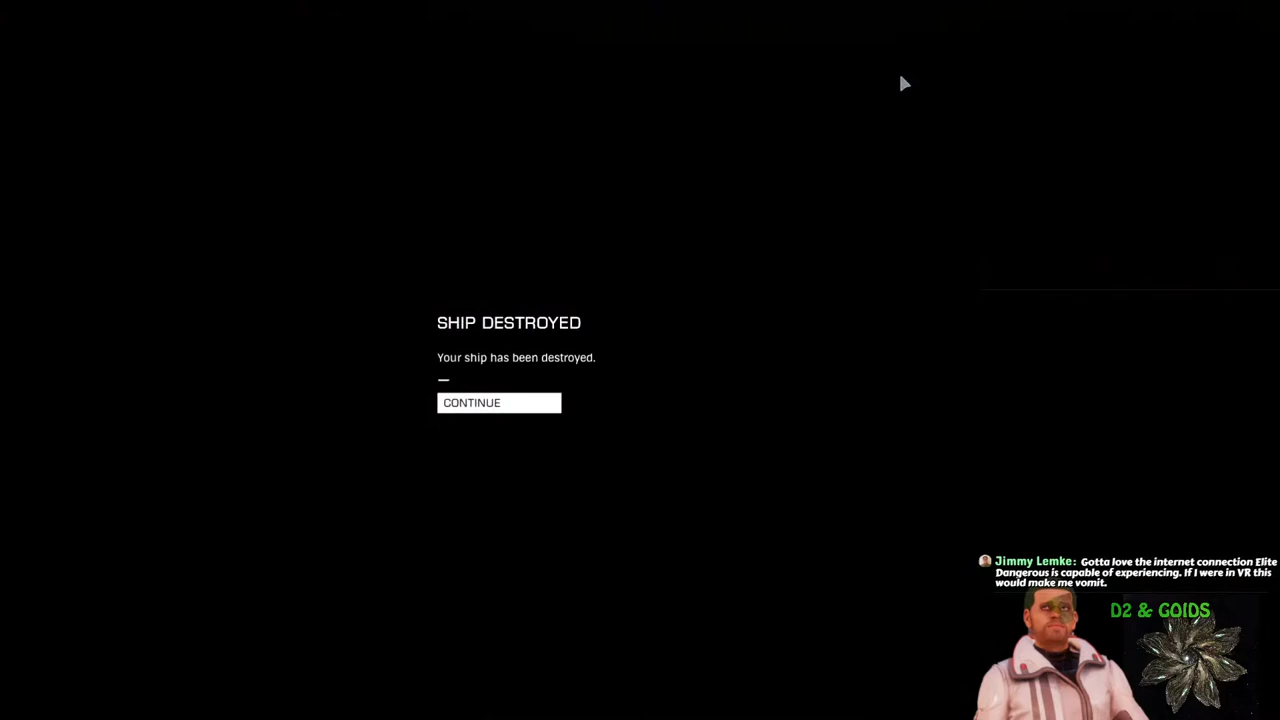 SHIP DESTROYED
Your ship has been destroyed.
CONTINUE
Jimmy Lemke: Gotta love the internet connection Elite
Dangerous is capable of experiencing. If I were in VR this
would make me vomit.
D2 & GOIDS